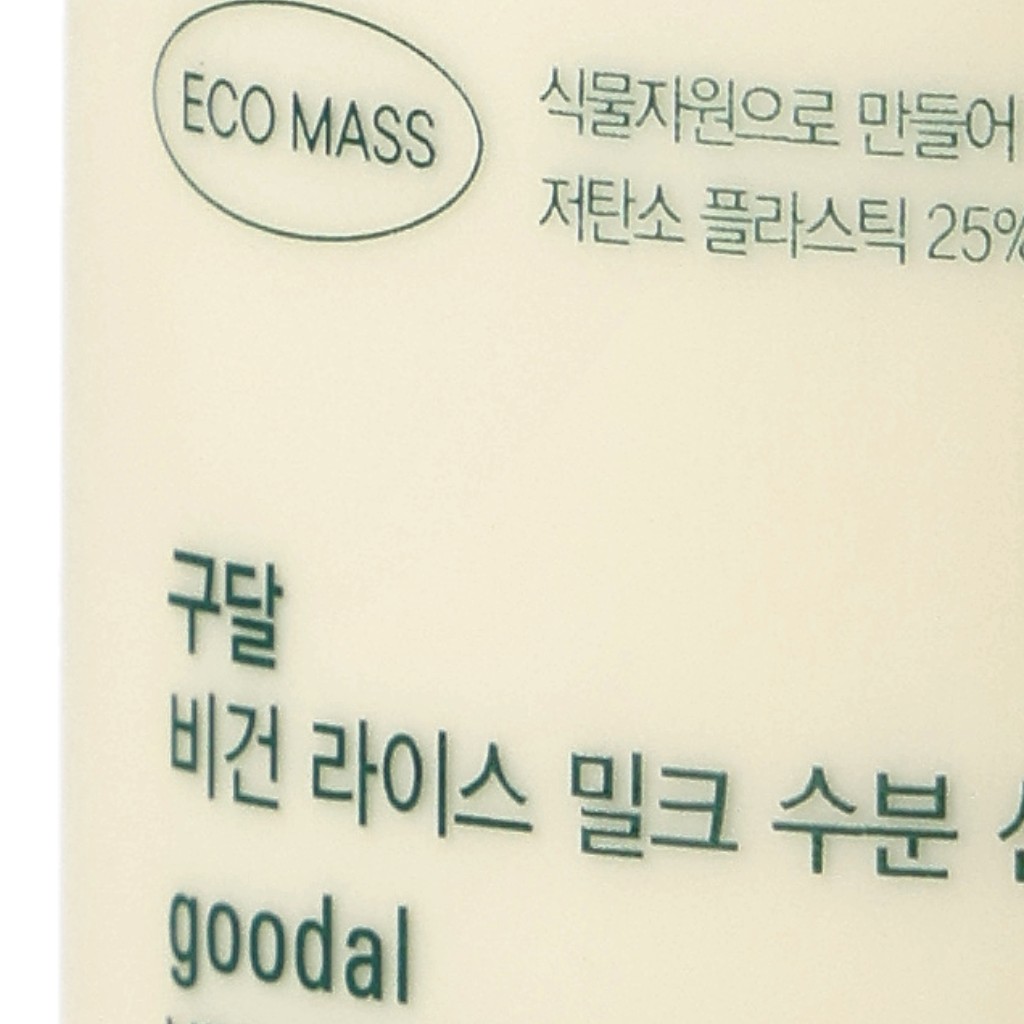 ECO MASS
식물자원으로 만들어
저탄소 플라스틱 25%
구달
비건 라이스 밀크 수분
goodal